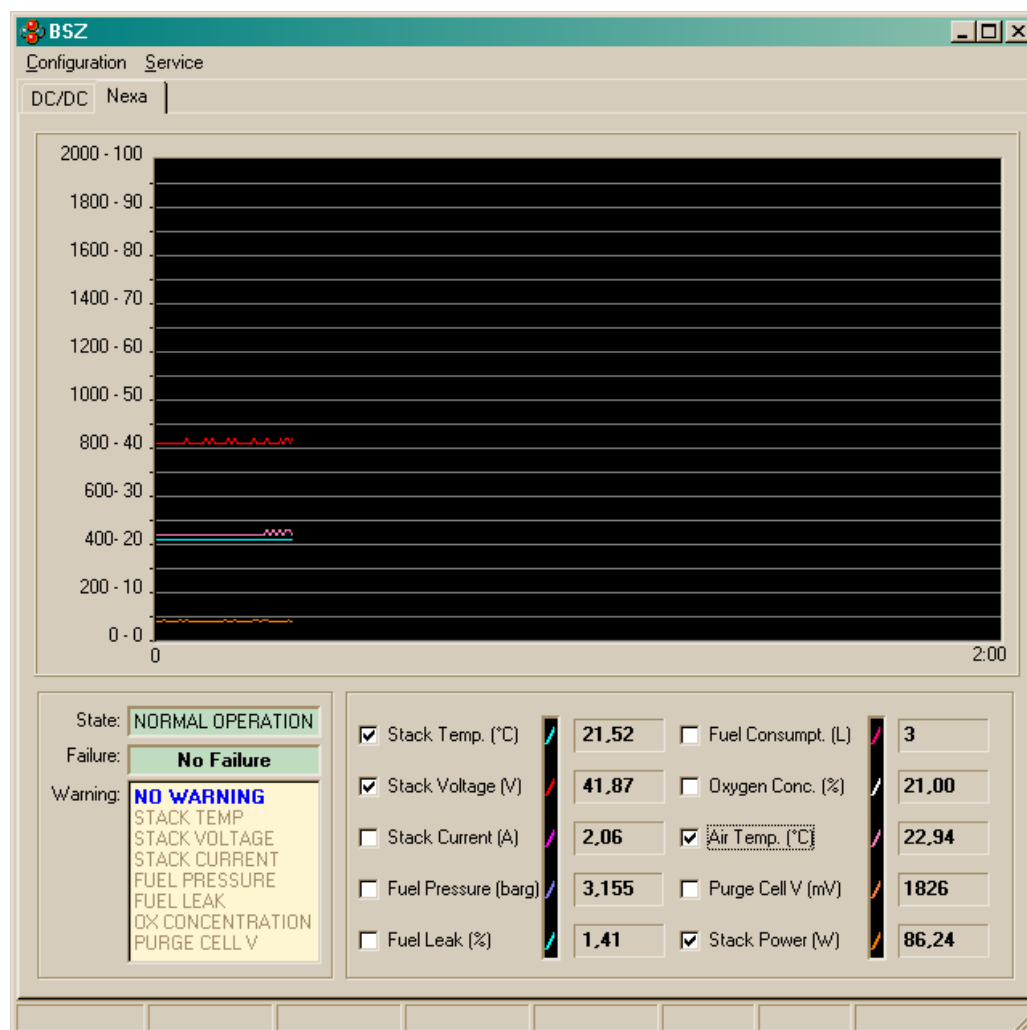 BSZ
Configuration Service
DC/DC Nexa
2000 - 100
1800 - 90
1600 - 80
1400 - 70
1200 - 60
1000 - 50
800 - 40
600- 30
400- 20
200 - 10
0 - 0
0 2:00
State: NORMAL OPERATION
Failure: No Failure
Warning: NO WARNING
STACK TEMP
STACK VOLTAGE
STACK CURRENT
FUEL PRESSURE
FUEL LEAK
OX CONCENTRATION
PURGE CELL V
Stack Temp. (°C) 21,52 Fuel Consumpt. (L) 3
Stack Voltage (V) 41,87 Oxygen Conc. (%) 21,00
Stack Current (A) 2,06 Air Temp. (°C) 22,94
Fuel Pressure (barg) 3,155 Purge Cell V (mV) 1826
Fuel Leak (%) 1,41 Stack Power (W) 86,24